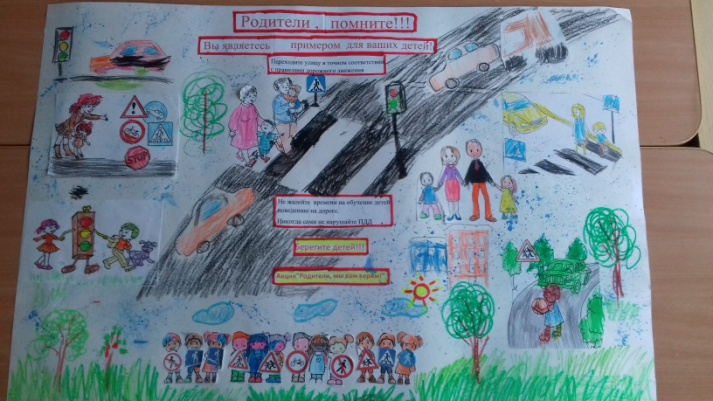 Родители , помните!!!
Вы являетесь примером для ваших детей!
Переходите улицу в точном соответствии
с правилами дорожного движения
STOP
Не жалейте времени на обучение детей
поведению на дороге.
Никогда сами не нарушайте ПДД
Берегите детей!!!
Акция"Родители, мы вам верим!"